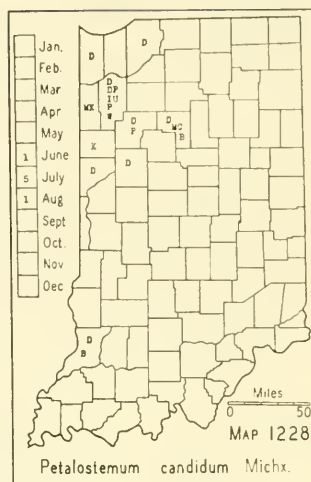 Jan.
Feb.
Mar
Apr
May
1 June
5 July
1 Aug
Sept
Oct.
Nov
Dec
D D
D
DP
MX IU
P
W
D D
P MC
B
K
D D
D
B
Miles
0 50
MAP 1228
Petalostemum candidum Michx.